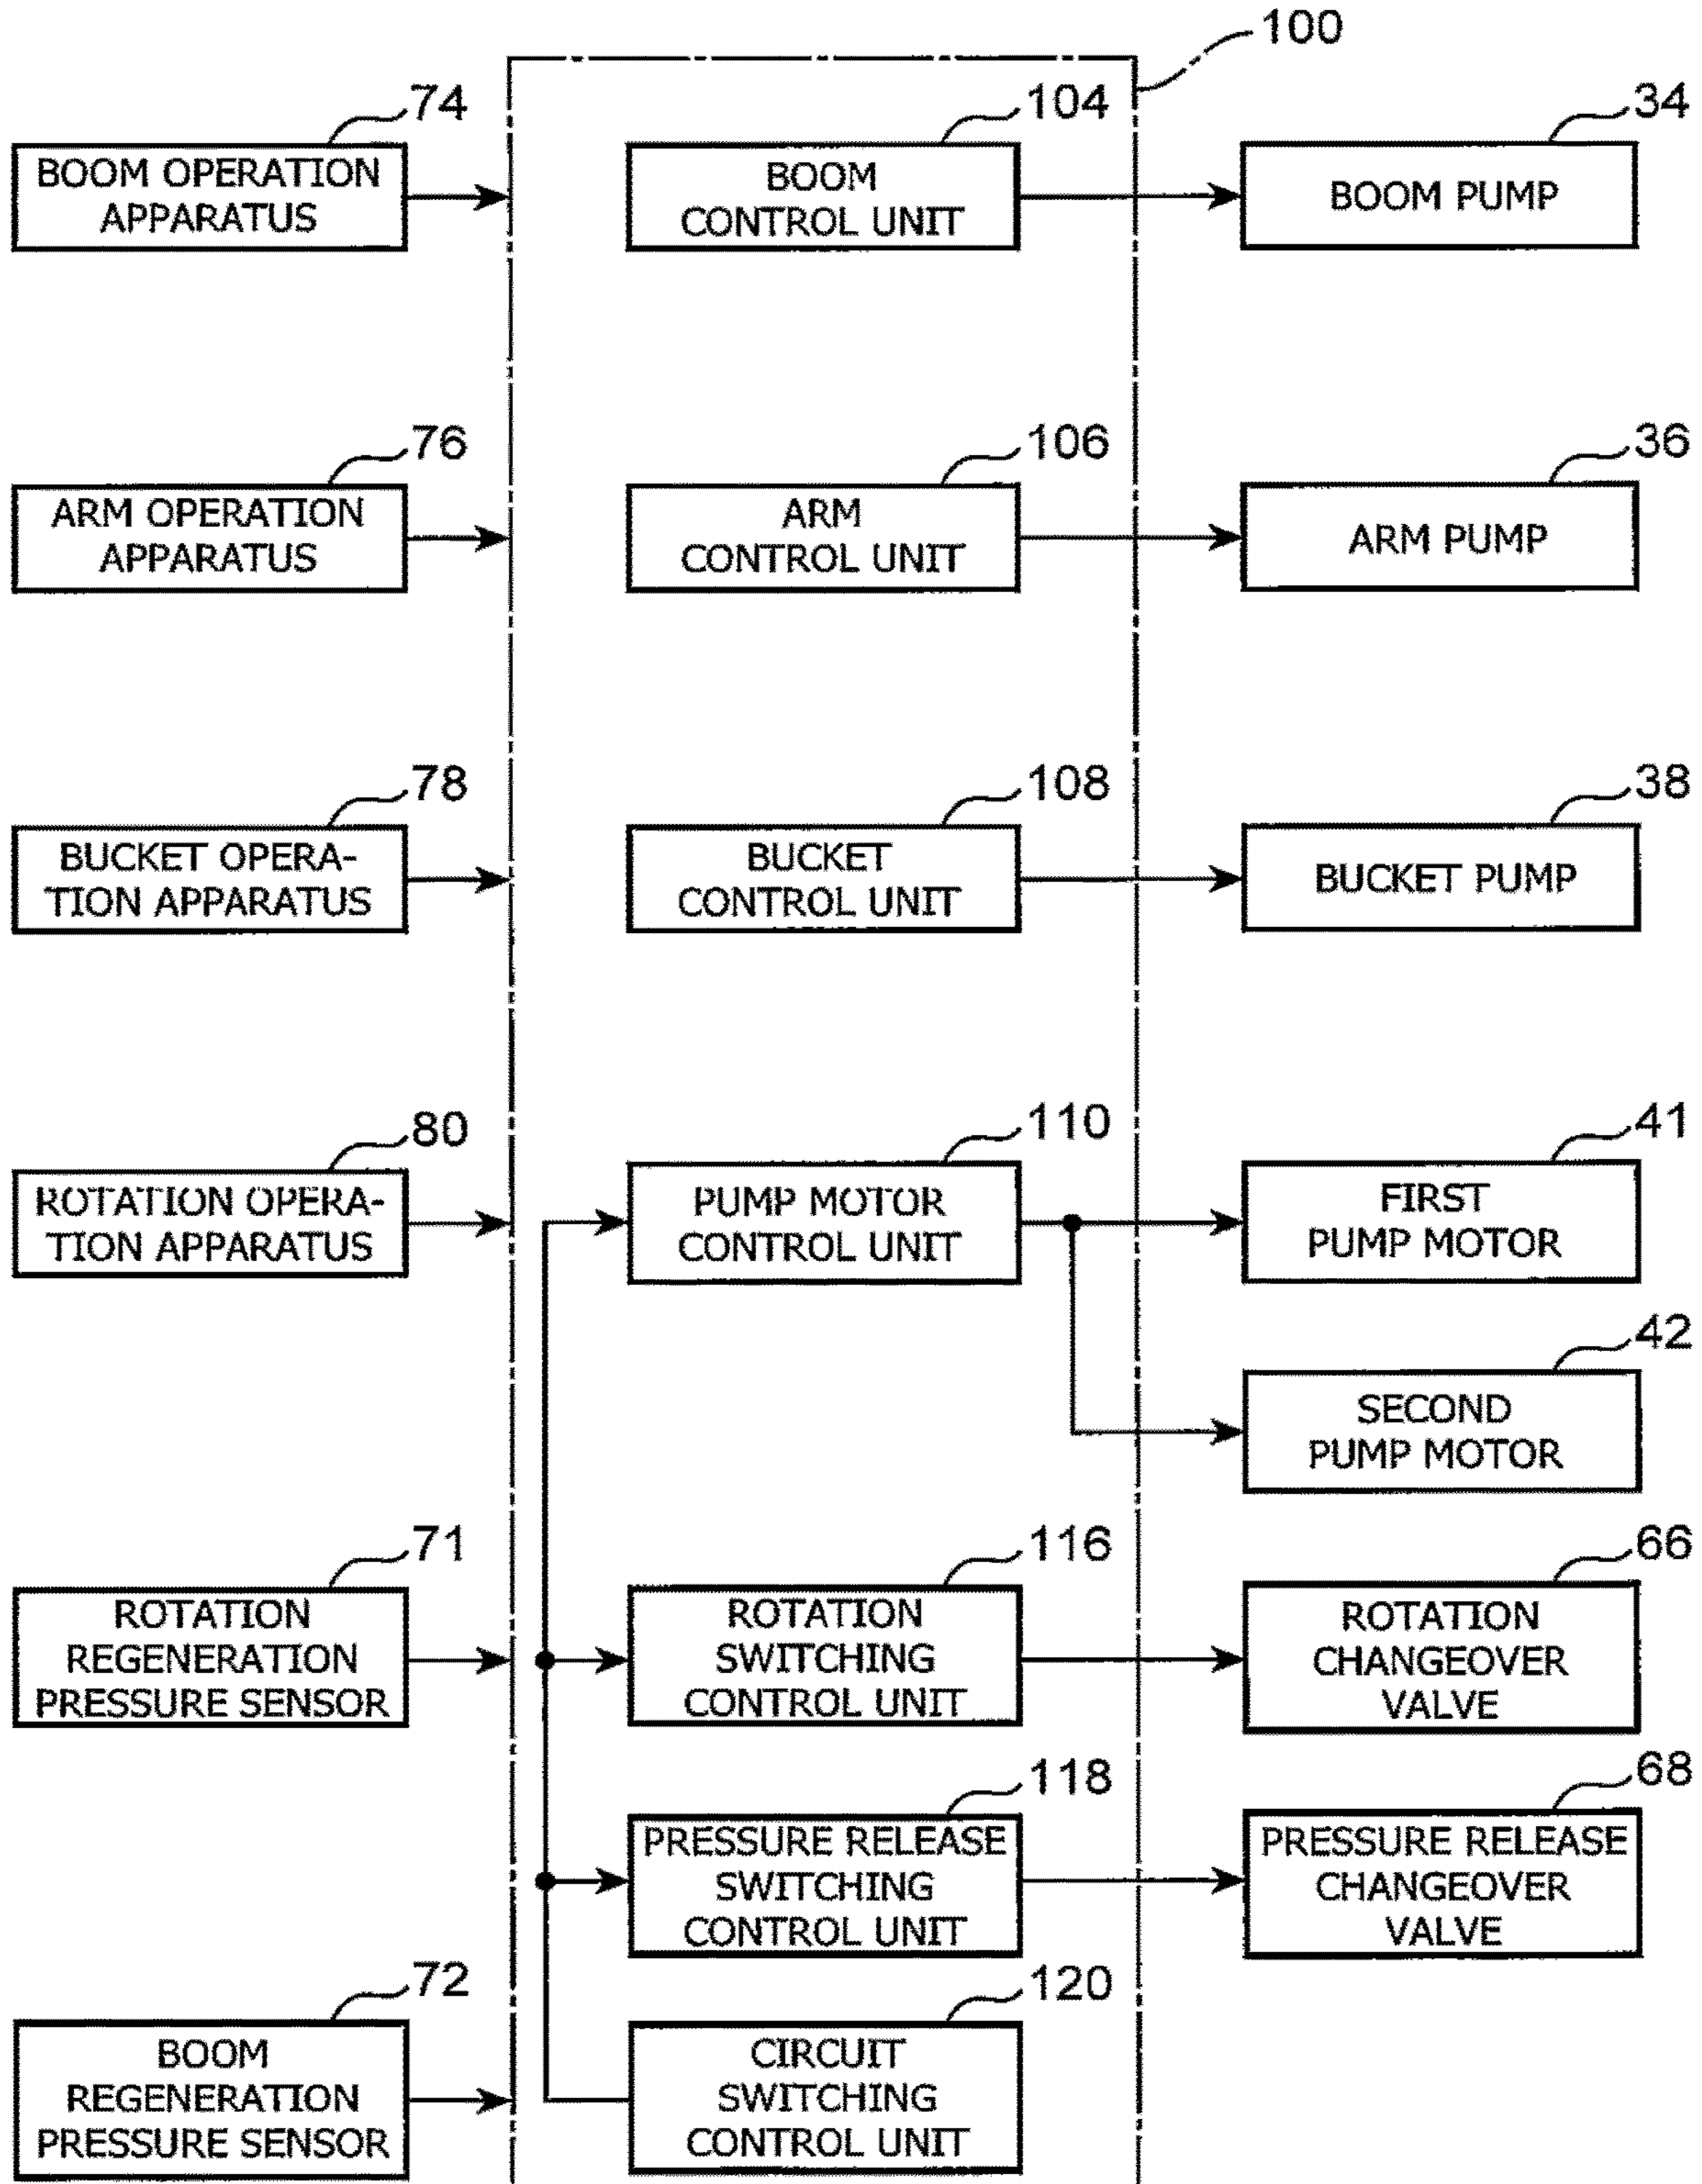 100
74
104
34
BOOM OPERATION
APPARATUS
BOOM
CONTROL UNIT
BOOM PUMP
76
106
36
ARM OPERATION
APPARATUS
ARM
CONTROL UNIT
ARM PUMP
78
108
38
BUCKET OPERA-
TION APPARATUS
BUCKET
CONTROL UNIT
BUCKET PUMP
80
110
41
ROTATION OPERA-
TION APPARATUS
PUMP MOTOR
CONTROL UNIT
FIRST
PUMP MOTOR
42
SECOND
PUMP MOTOR
71
116
66
ROTATION
REGENERATION
PRESSURE SENSOR
ROTATION
SWITCHING
CONTROL UNIT
ROTATION
CHANGEOVER
VALVE
118
68
PRESSURE RELEASE
SWITCHING
CONTROL UNIT
PRESSURE RELEASE
CHANGEOVER
VALVE
72
120
BOOM
REGENERATION
PRESSURE SENSOR
CIRCUIT
SWITCHING
CONTROL UNIT